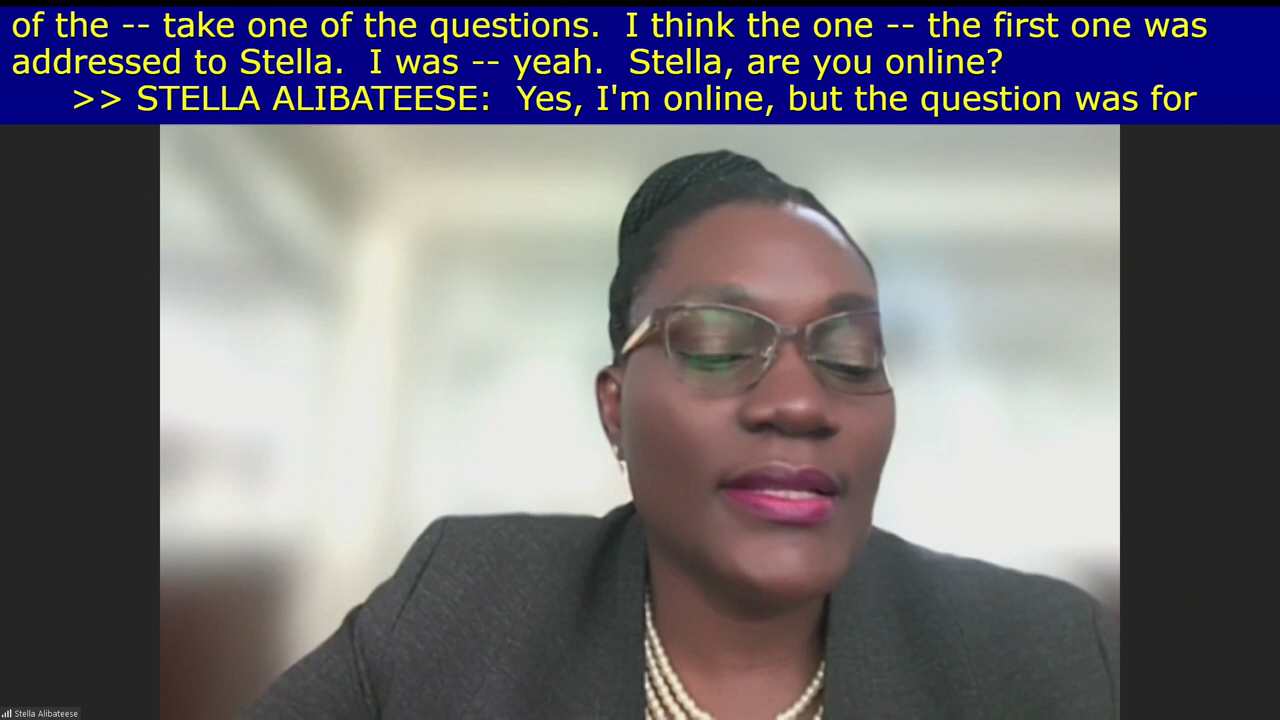 of the -- take one of the questions.  I think the one -- the first one was
addressed to Stella.  I was -- yeah.  Stella, are you online?
>> STELLA ALIBATEESE:  Yes, I'm online, but the question was for
Stella Alibateese